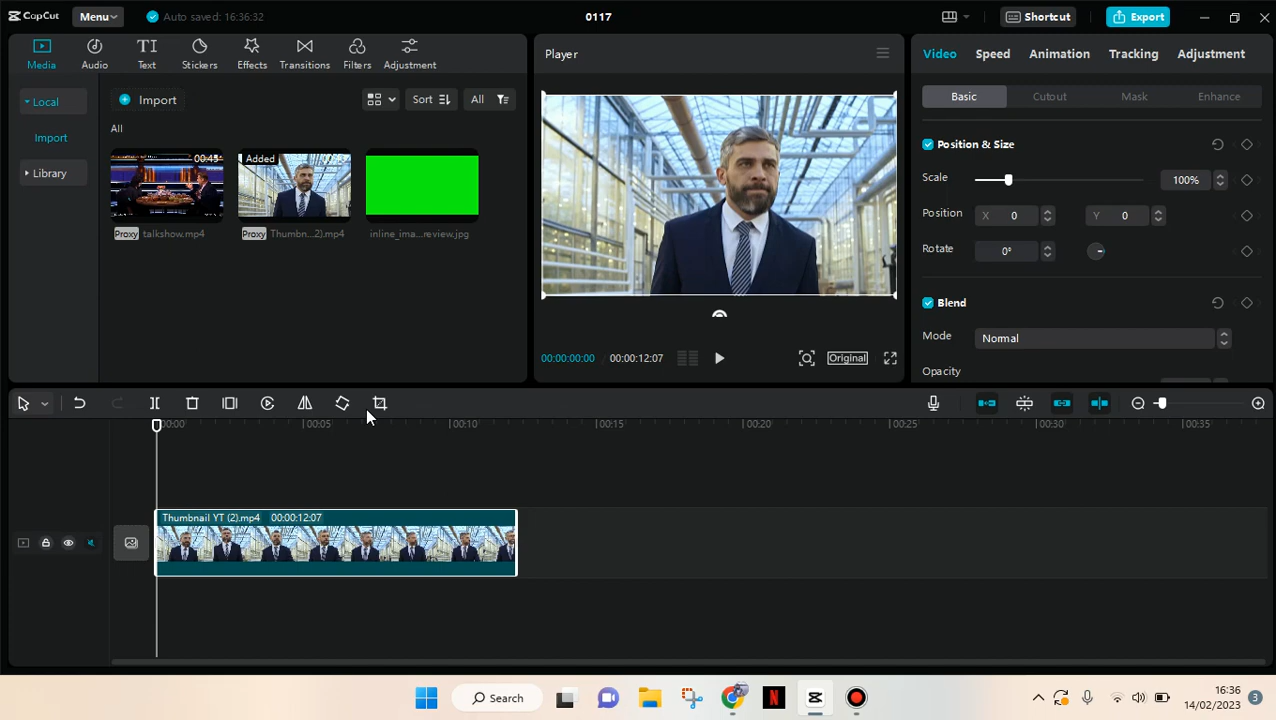 CapCut
Menu
Auto saved: 16:36:32
0117
Shortcut
Export
Media
Audio
Text
Stickers
Effects
Transitions
Filters
Adjustment
Local
Import
Library
Import
Sort
All
All
00:45
Proxy talkshow.mp4
Added
Proxy Thumbn...2).mp4
inline_ima...review.jpg
Player
00:00:00:00
00:00:12:07
Original
Video
Speed
Animation
Tracking
Adjustment
Basic
Cutout
Mask
Enhance
Position & Size
Scale
100%
Position
X 0
Y 0
Rotate
0°
Blend
Mode
Normal
Opacity
00:00
00:05
00:10
00:15
00:20
00:25
00:30
00:35
Thumbnail YT (2).mp4 00:00:12:07
Search
16:36
14/02/2023
3